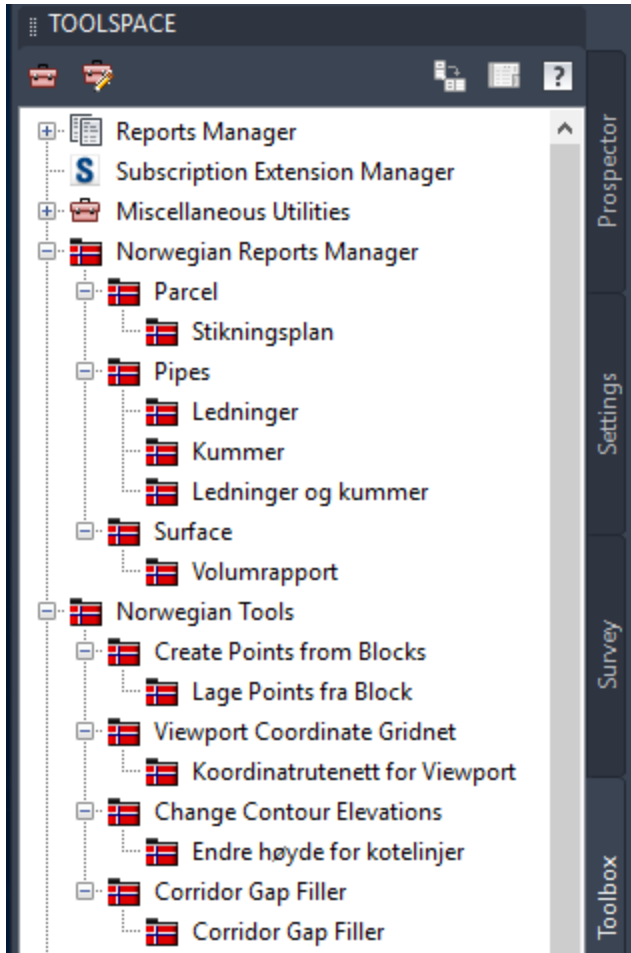 TOOLSPACE
?
Reports Manager
S Subscription Extension Manager
Miscellaneous Utilities
Norwegian Reports Manager
Parcel
Stikningsplan
Pipes
Ledninger
Kummer
Ledninger og kummer
Surface
Volumrapport
Norwegian Tools
Create Points from Blocks
Lage Points fra Block
Viewport Coordinate Gridnet
Koordinatrutenett for Viewport
Change Contour Elevations
Endre høyde for kotelinjer
Corridor Gap Filler
Corridor Gap Filler
Prospector
Settings
Survey
Toolbox